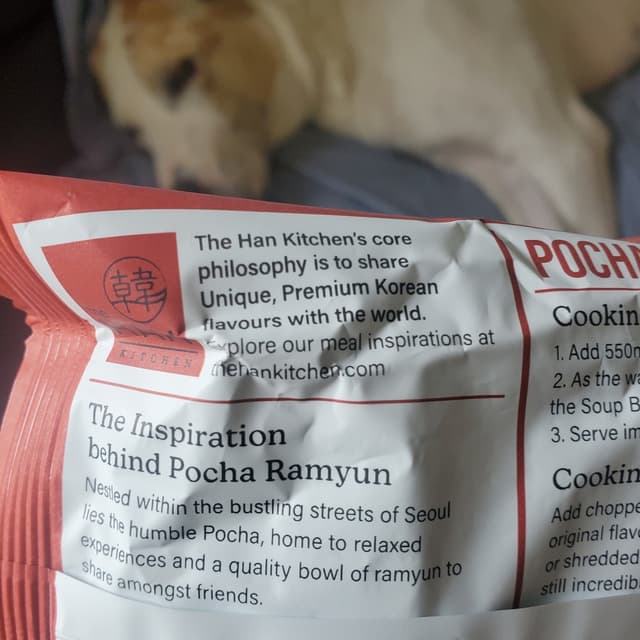 韓
KITCHEN
The Han Kitchen's core
philosophy is to share
Unique, Premium Korean
flavours with the world.
plore our meal inspirations at
thehankitchen.com
The Inspiration
behind Pocha Ramyun
Nestled within the bustling streets of Seoul
lies the humble Pocha, home to relaxed
experiences and a quality bowl of ramyun to
share amongst friends.
POCH
Cookin
1. Add 550m
2. As the wa
the Soup B
3. Serve im
Cookin
Add choppe
original flav
or shredded
still incredib